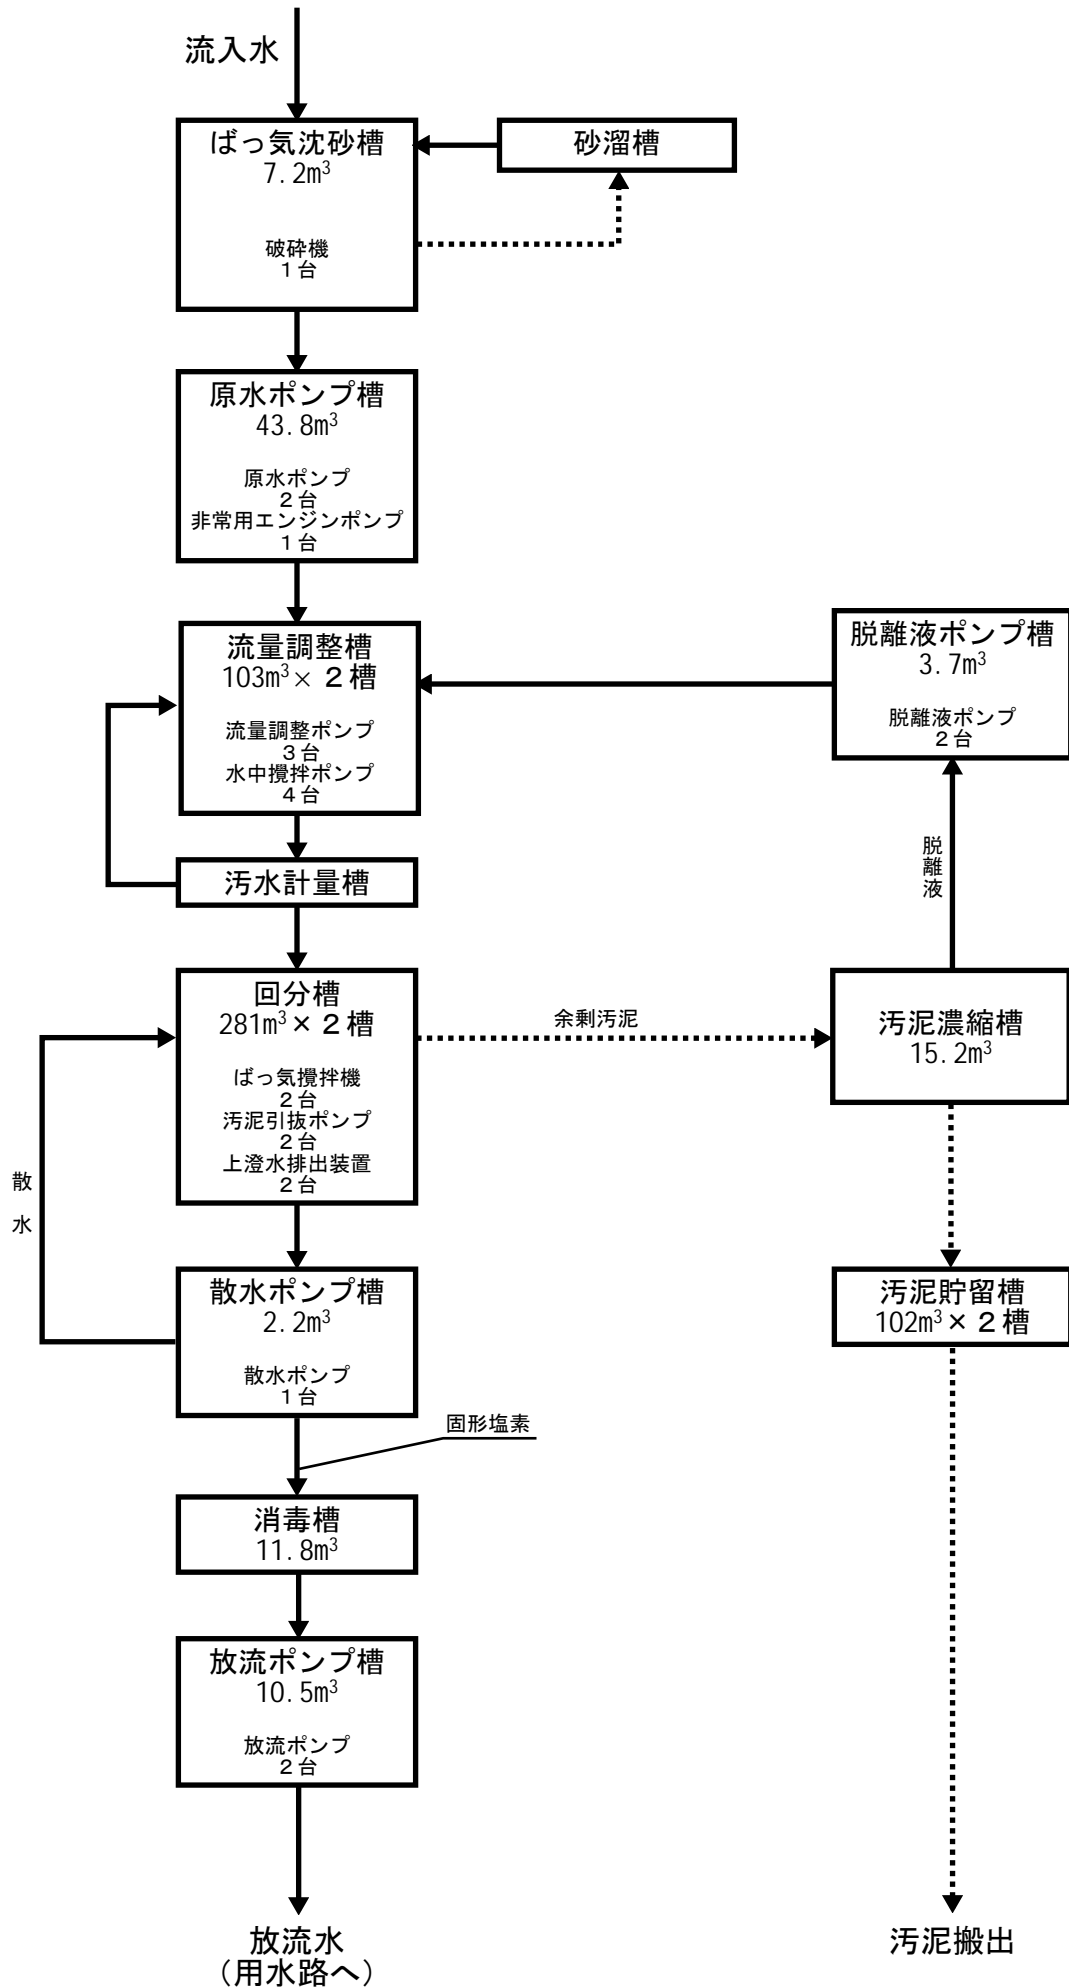 流入水
ばっ気沈砂槽
7.2m³
破砕機
1台
砂溜槽
原水ポンプ槽
43.8m³
原水ポンプ
2台
非常用エンジンポンプ
1台
流量調整槽
103m³× 2槽
流量調整ポンプ
3台
水中攪拌ポンプ
4台
脱離液ポンプ槽
3.7m³
脱離液ポンプ
2台
汚水計量槽
脱離液
回分槽
281m³×2槽
ばっ気攪拌機
2台
汚泥引抜ポンプ
2台
上澄水排出装置
2台
余剰汚泥
汚泥濃縮槽
15.2m³
散水
散水ポンプ槽
2.2m³
散水ポンプ
1台
汚泥貯留槽
102m³×2槽
固形塩素
消毒槽
11.8m³
放流ポンプ槽
10.5m³
放流ポンプ
2台
放流水
(用水路へ)
汚泥搬出